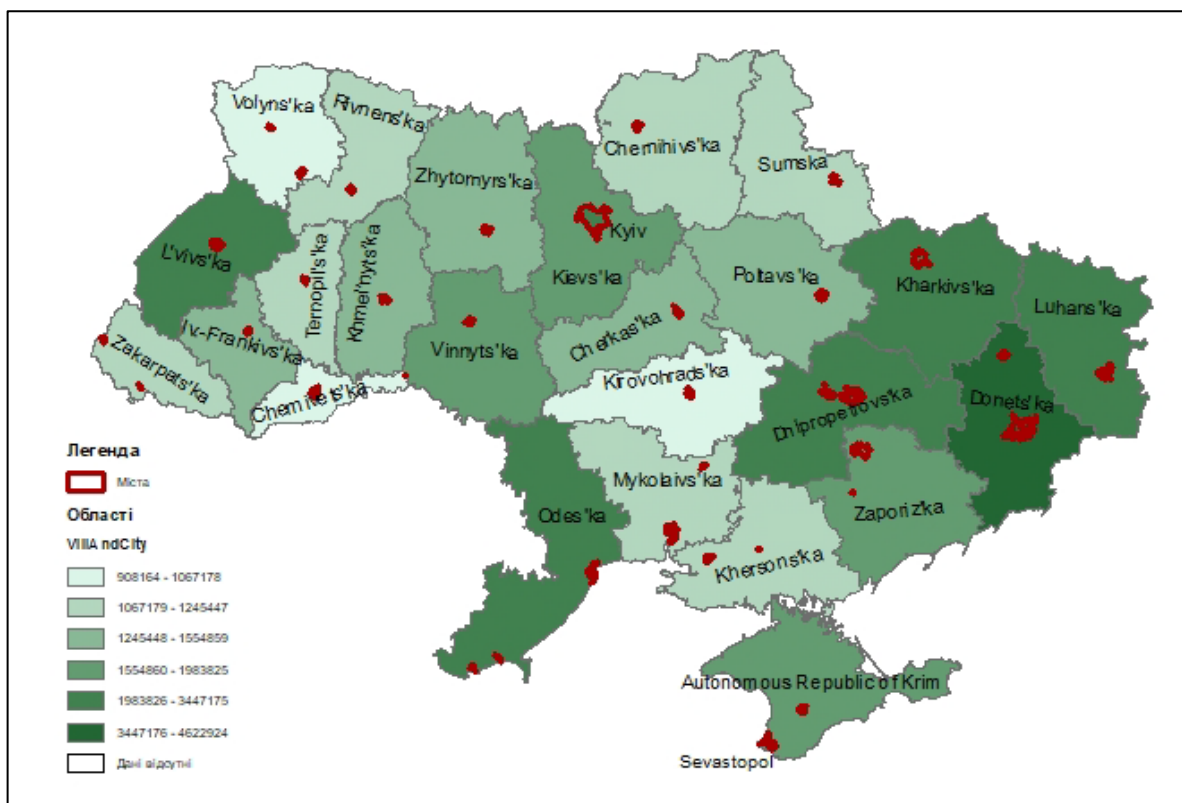 Volyns'ka
Rivnens'ka
Zhytomyrs'ka
Chernihivs'ka
Sumska
Kyiv
Kievs'ka
L'vivs'ka
Ternopil's'ka
Khmel'nyts'ka
Vinnyts'ka
Cherkas'ka
Poltavs'ka
Kharkivs'ka
Luhans'ka
Iv.-Frankivs'ka
Zakarpats'ka
Chernivets'ka
Kirovohrads'ka
Dnipropetrovs'ka
Donets'ka
Mykolaivs'ka
Zaporiz'ka
Odes'ka
Khersons'ka
Autonomous Republic of Krim
Sevastopol
Легенда
Міста
Області
VillAndCity
908164 - 1067178
1067179 - 1245447
1245448 - 1554859
1554860 - 1983825
1983826 - 3447175
3447176 - 4622924
Дані відсутні